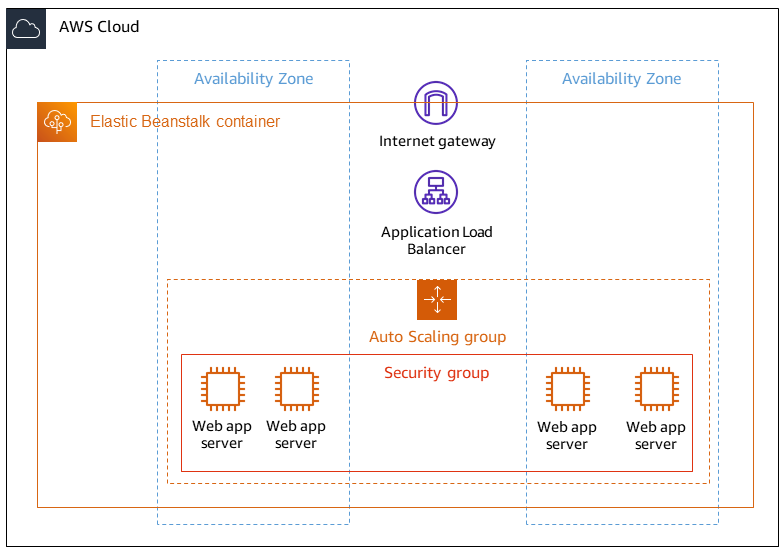 AWS Cloud
Availability Zone
Availability Zone
Elastic Beanstalk container
Internet gateway
Application Load
Balancer
Auto Scaling group
Security group
Web app
server
Web app
server
Web app
server
Web app
server